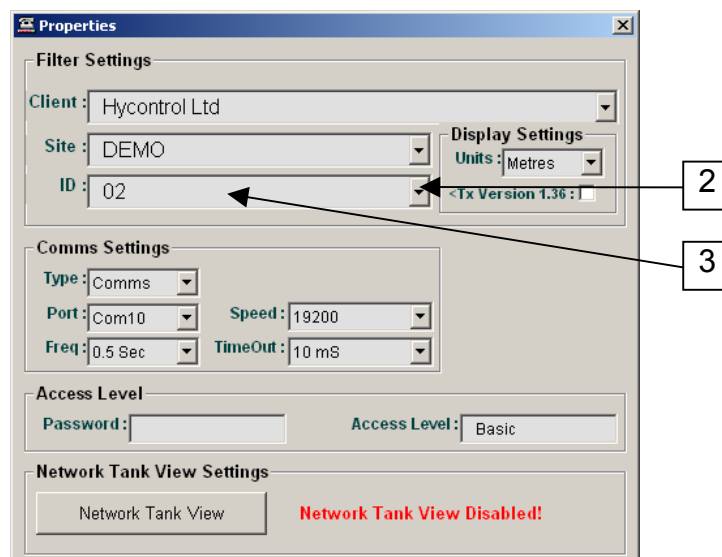 Properties
Filter Settings
Client : Hycontrol Ltd
Site : DEMO
Display Settings
Units : Metres
ID : 02
<Tx Version 1.36 :
2
3
Comms Settings
Type : Comms
Port : Com10 Speed : 19200
Freq : 0.5 Sec TimeOut : 10 mS
Access Level
Password : Access Level : Basic
Network Tank View Settings
Network Tank View Network Tank View Disabled!